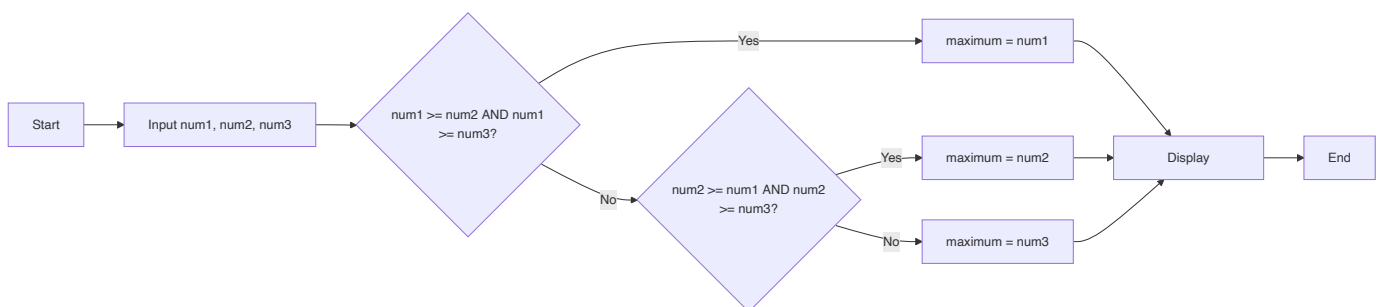 Start
Input num1, num2, num3
num1 >= num2 AND num1
>= num3?
Yes
No
num2 >= num1 AND num2
>= num3?
Yes
No
maximum = num1
maximum = num2
maximum = num3
Display
End